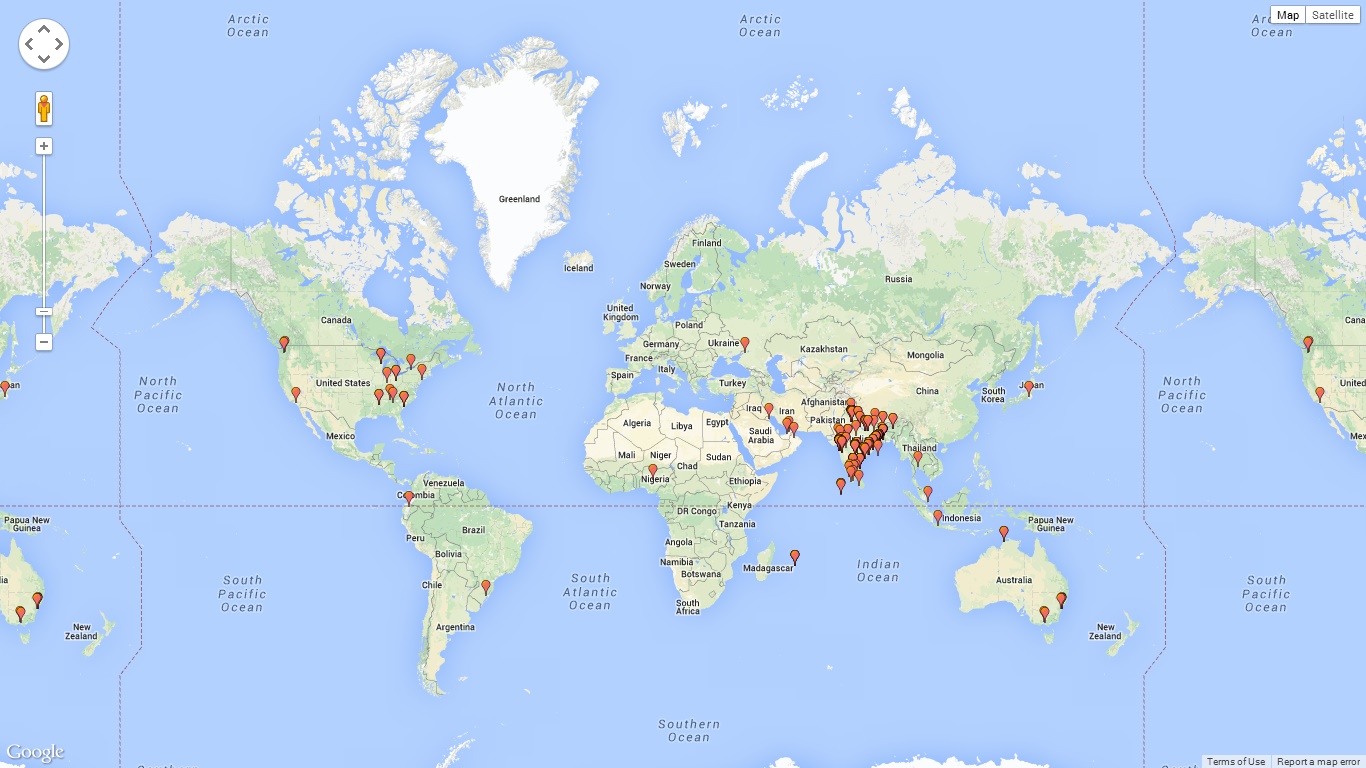 Arctic
Ocean
Arctic
Ocean
Ocean
Map
Satellite
Greenland
Iceland
Finland
Sweden
Norway
Russia
United
Kingdom
Poland
Germany
Ukraine
France
Italy
Spain
Turkey
Kazakhstan
Mongolia
China
South
Korea
Japan
Canada
United States
Mexico
North
Pacific
Ocean
North
Atlantic
Ocean
North
Pacific
Ocean
Afghanistan
Iraq
Iran
Pakistan
Algeria
Libya
Egypt
Saudi
Arabia
Mali
Niger
Chad
Sudan
Nigeria
Ethiopia
Thailand
Venezuela
Colombia
DR Congo
Kenya
Tanzania
Indonesia
Papua New
Guinea
Papua New
Guinea
Brazil
Peru
Bolivia
Angola
Namibia
Botswana
Madagascar
Indian
Ocean
Australia
South
Pacific
Ocean
Chile
South
Atlantic
Ocean
South
Africa
South
Pacific
Ocean
Argentina
New
Zealand
New
Zealand
Southern
Ocean
Google
Terms of Use
Report a map error